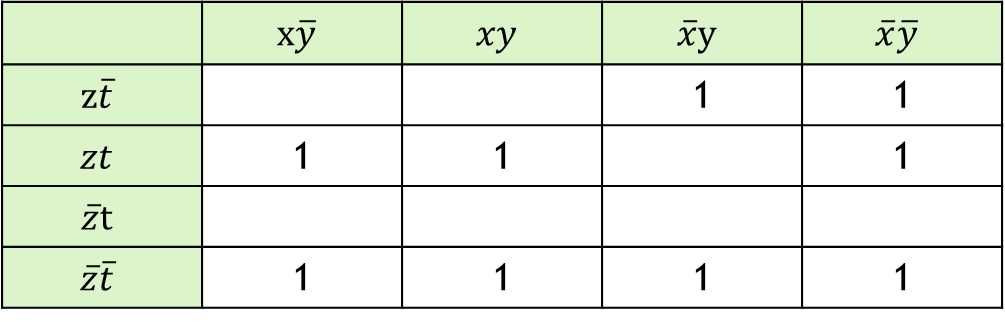 xȳ xy x̄y x̄ȳ
zt̄ 1 1
zt 1 1 1
z̄t
z̄t̄ 1 1 1 1